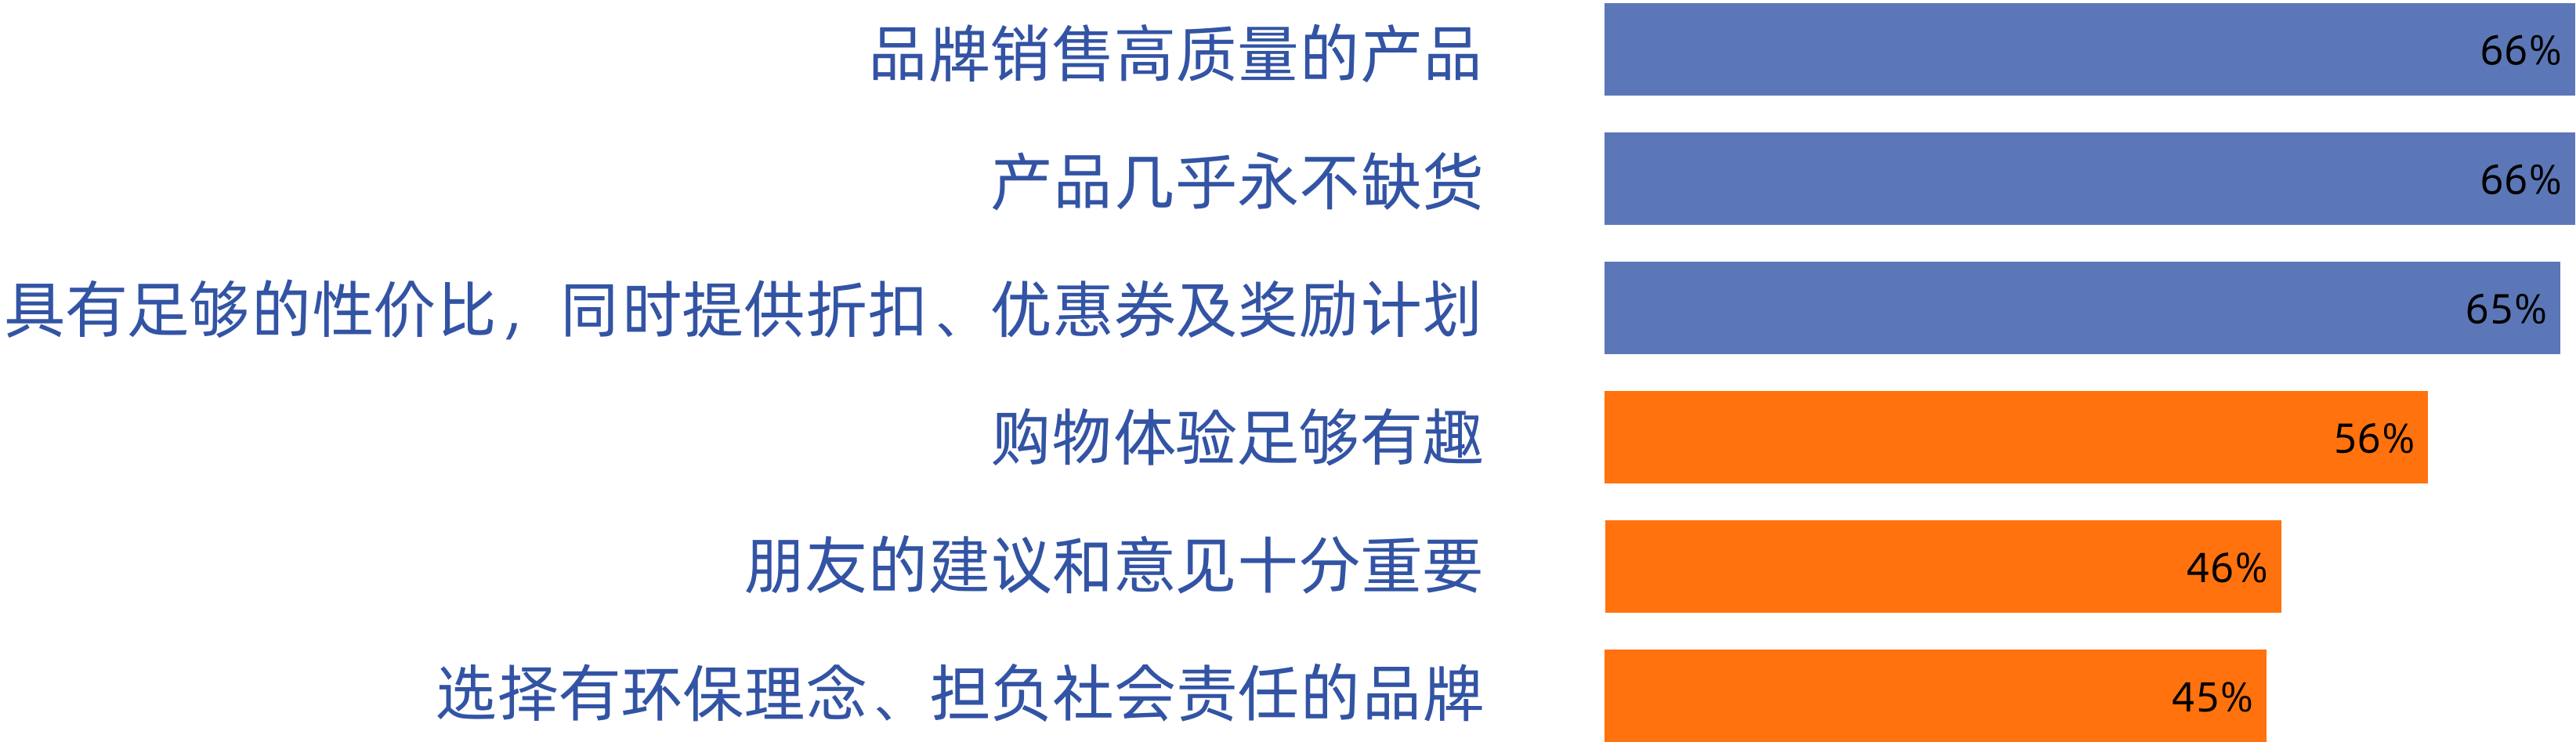 品牌销售高质量的产品 66%
产品几乎永不缺货 66%
具有足够的性价比，同时提供折扣、优惠券及奖励计划 65%
购物体验足够有趣 56%
朋友的建议和意见十分重要 46%
选择有环保理念、担负社会责任的品牌 45%